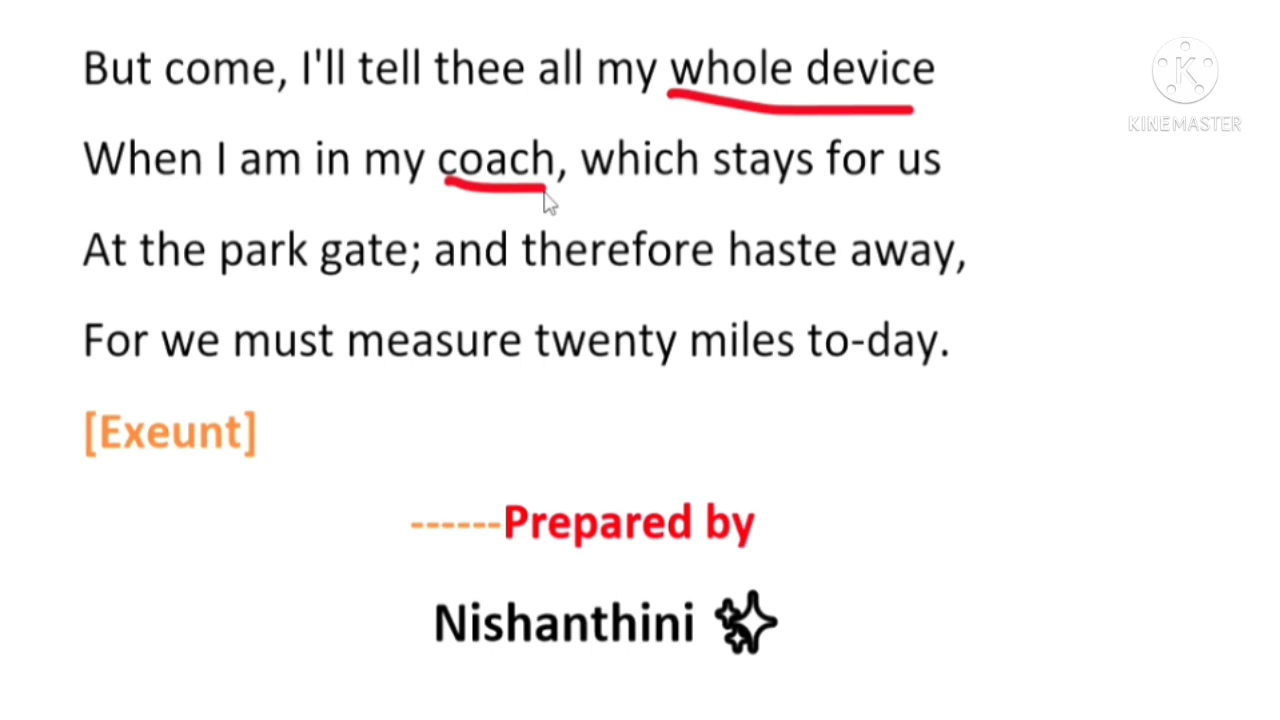 But come, I'll tell thee all my whole device
When I am in my coach, which stays for us
At the park gate; and therefore haste away,
For we must measure twenty miles to-day.
[Exeunt]
------Prepared by
Nishanthini
K
KINEMASTER